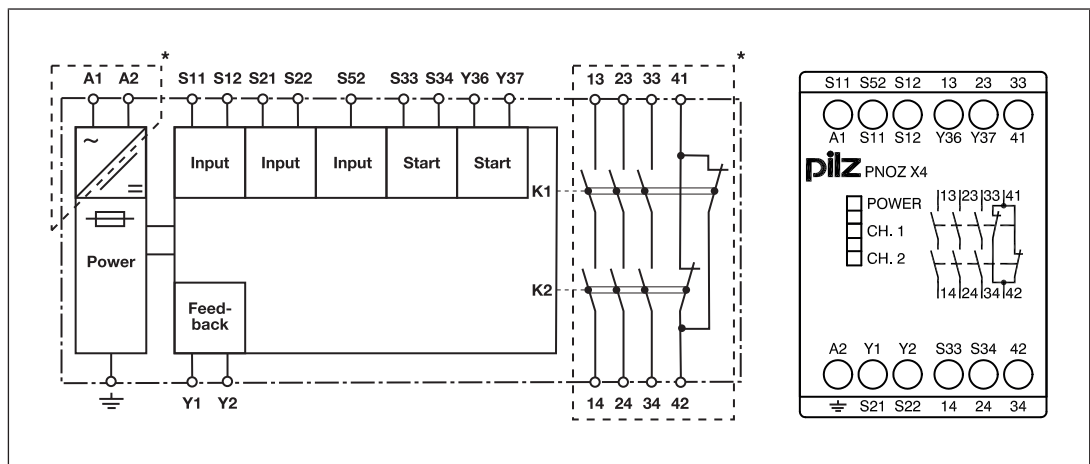 * *
A1 A2 S11 S12 S21 S22 S52 S33 S34 Y36 Y37 13 23 33 41
~ Input Input Input Start Start
=
K1
Power
K2
Feed-
back
Y1 Y2 14 24 34 42
S11 S52 S12 13 23 33
A1 S11 S12 Y36 Y37 41
pilz PNOZ X4
POWER
CH. 1
CH. 2
13 23 33 41
14 24 34 42
A2 Y1 Y2 S33 S34 42
S21 S22 14 24 34